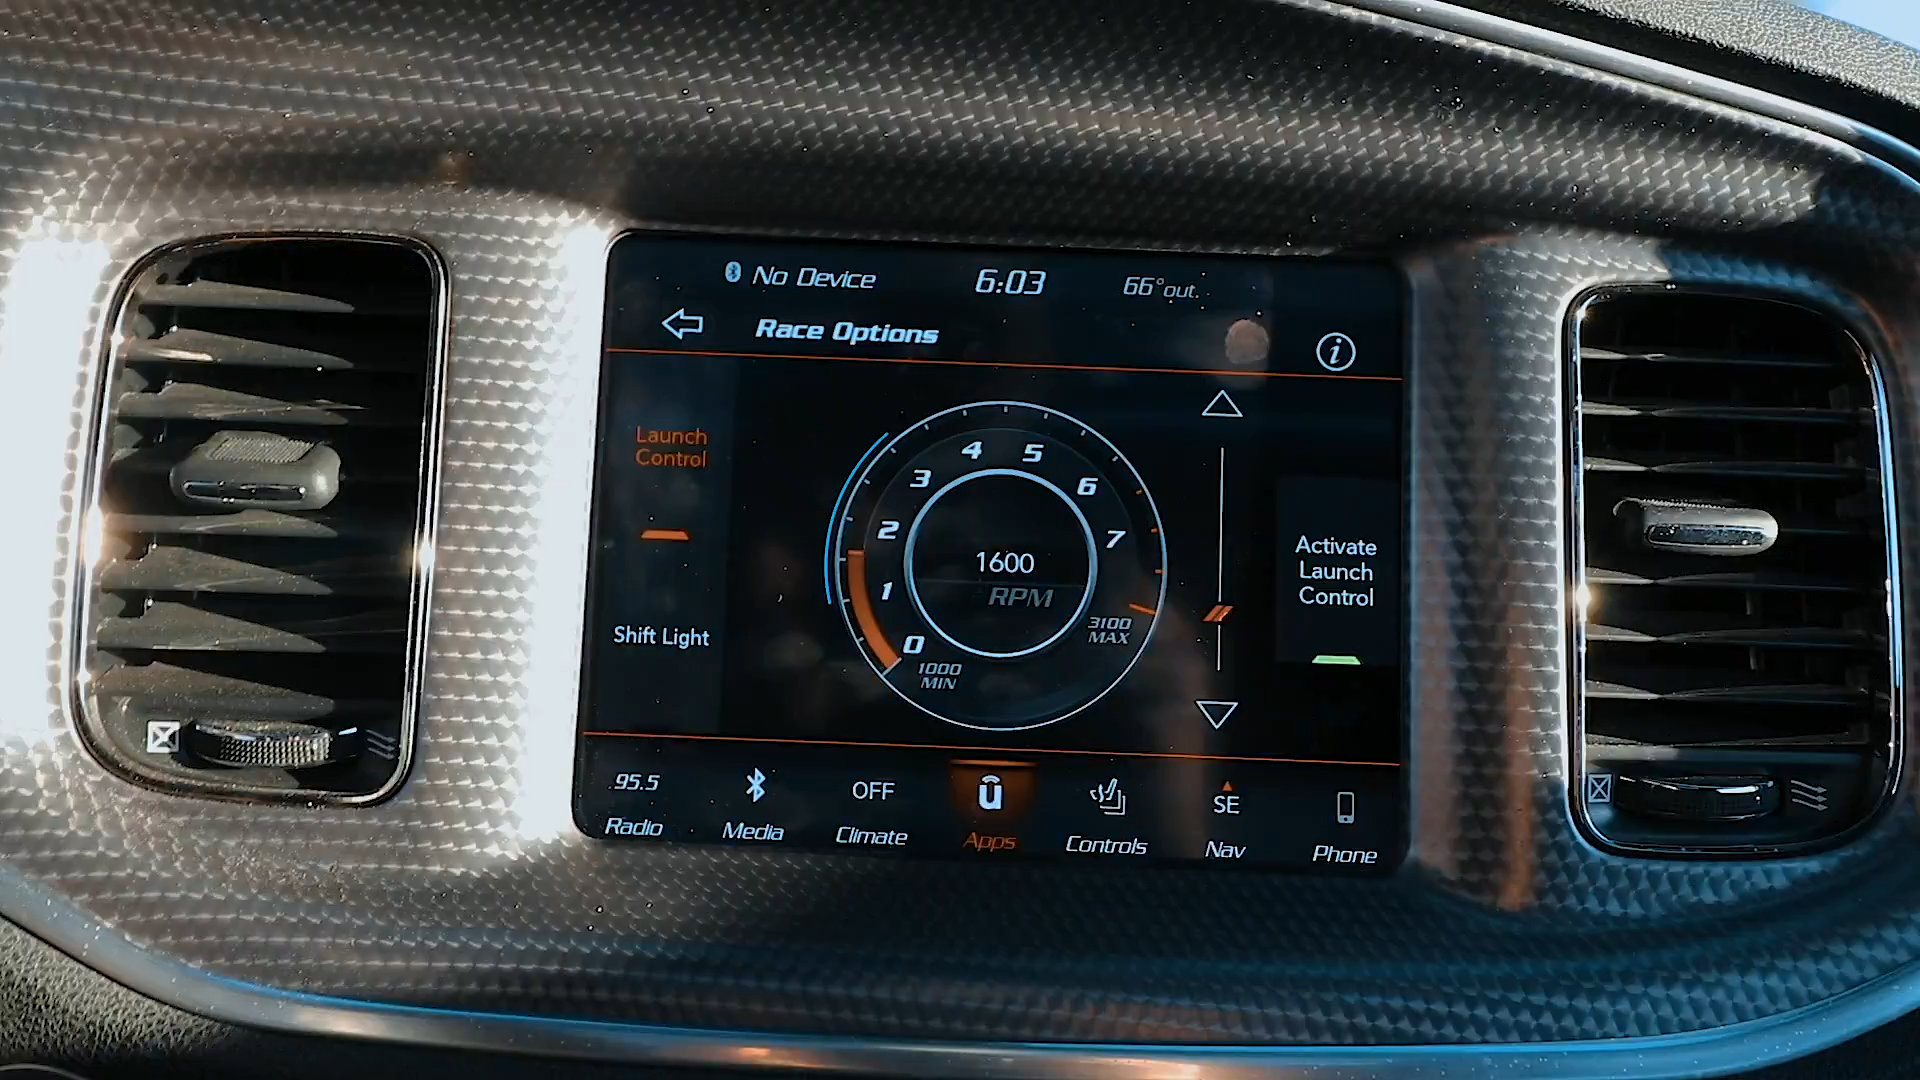 No Device
6:03
66°out.
Race Options
i
Launch
Control
Shift Light
0
1
2
3
4
5
6
7
1600
RPM
1000
MIN
3100
MAX
Activate
Launch
Control
95.5
Radio
Media
OFF
Climate
Apps
Controls
SE
Nav
Phone